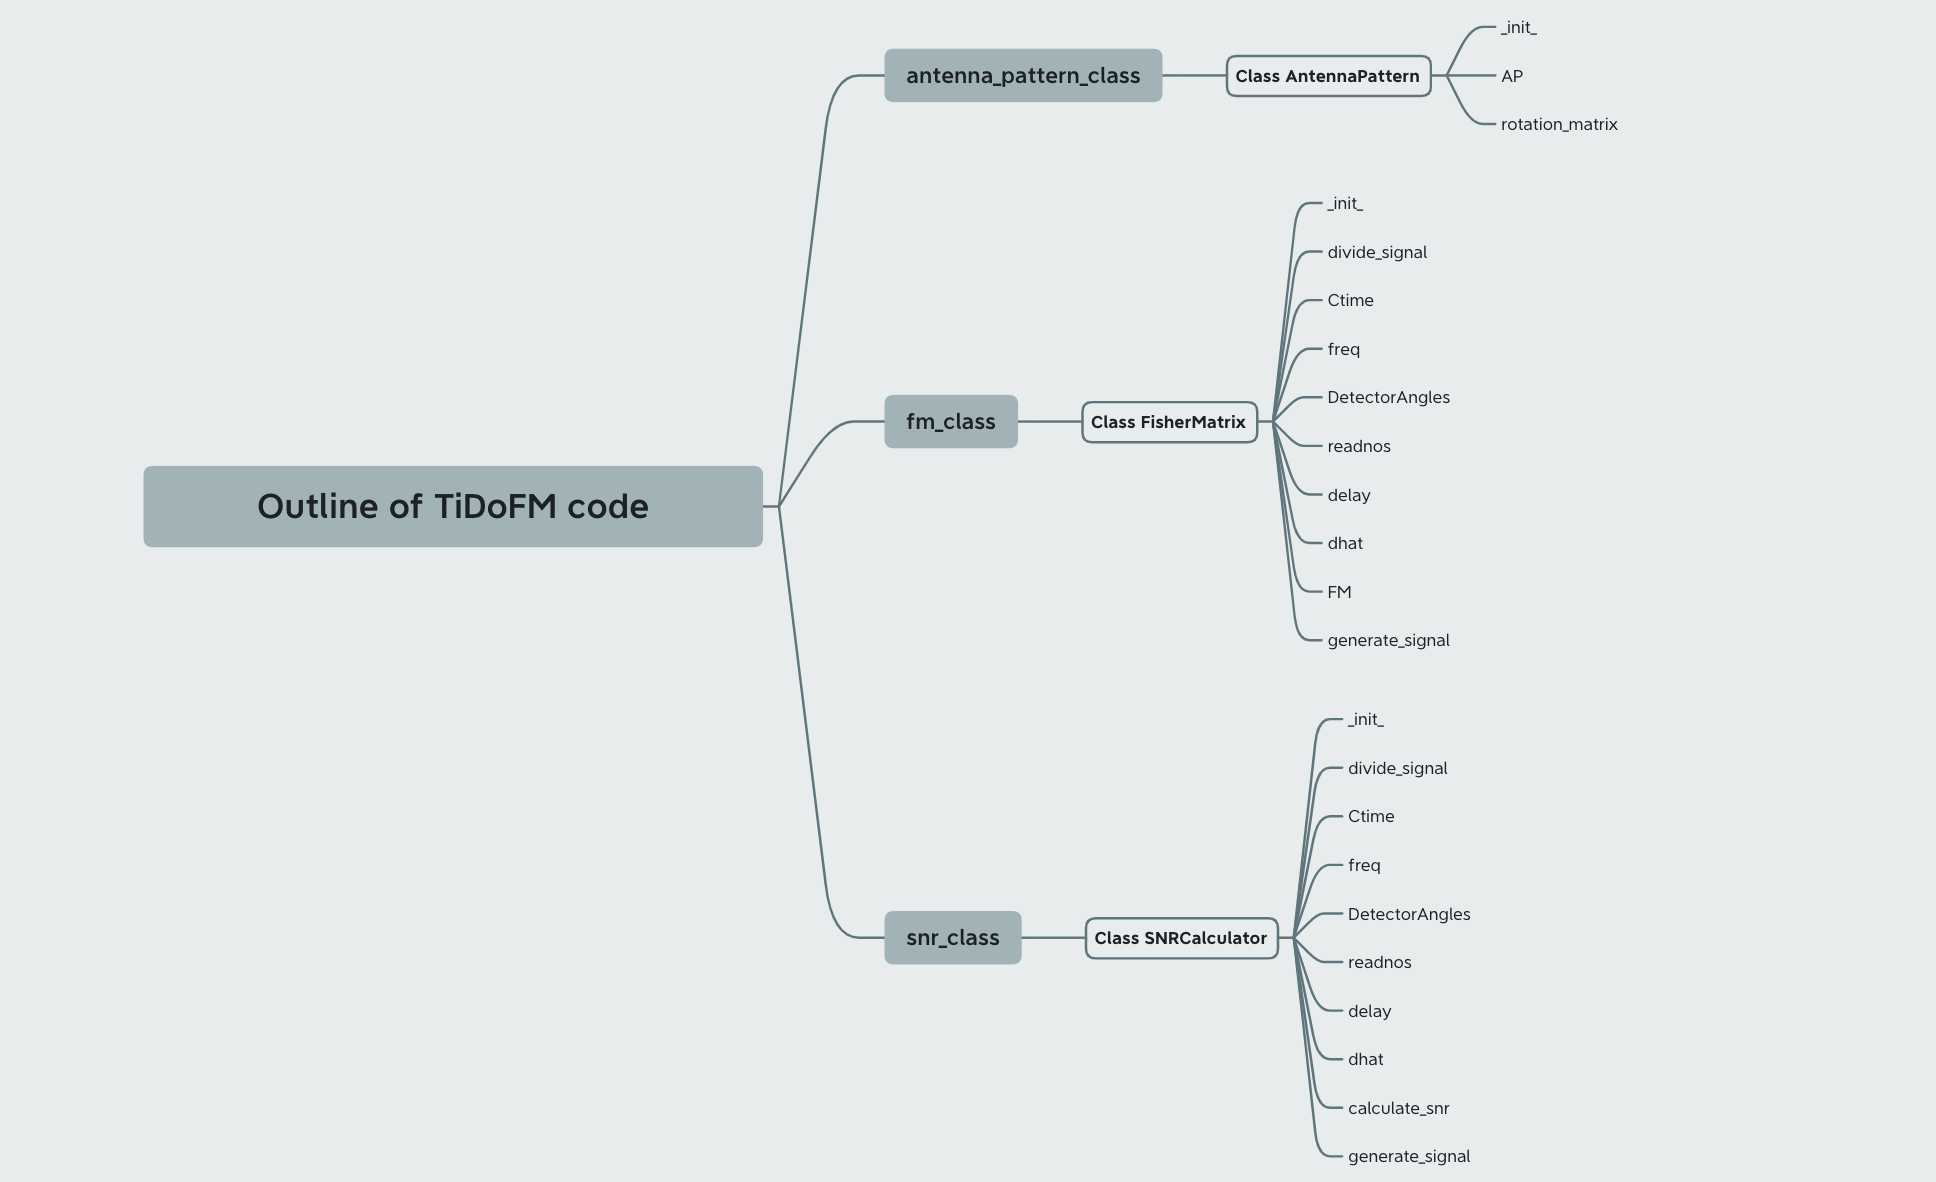 Outline of TiDoFM code
antenna_pattern_class
Class AntennaPattern
_init_
AP
rotation_matrix
fm_class
Class FisherMatrix
_init_
divide_signal
Ctime
freq
DetectorAngles
readnos
delay
dhat
FM
generate_signal
snr_class
Class SNRCalculator
_init_
divide_signal
Ctime
freq
DetectorAngles
readnos
delay
dhat
calculate_snr
generate_signal